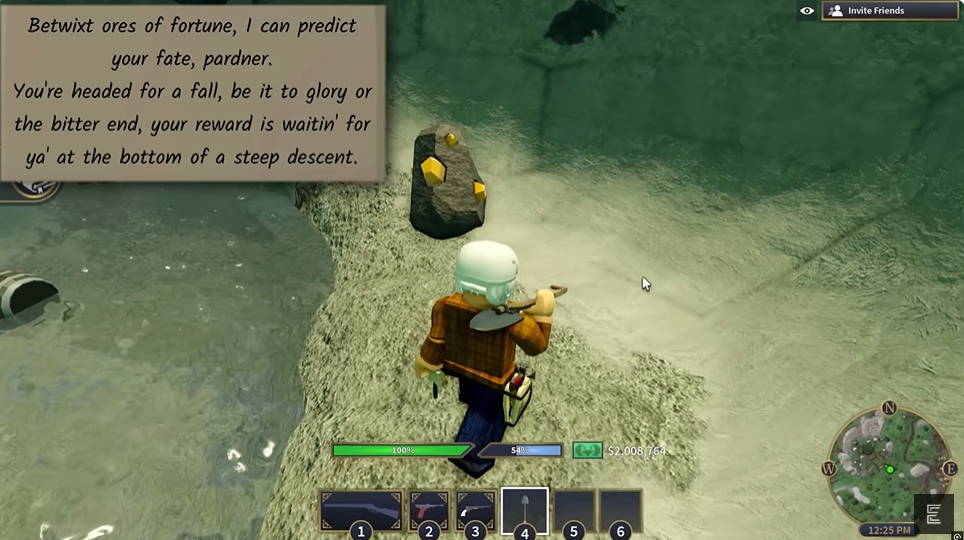 Betwixt ores of fortune, I can predict
your fate, pardner.
You're headed for a fall, be it to glory or
the bitter end, your reward is waitin' for
ya' at the bottom of a steep descent.
Invite Friends
100%
54%
$2,008,764
1
2
3
4
5
6
N
W
E
12:25 PM
E